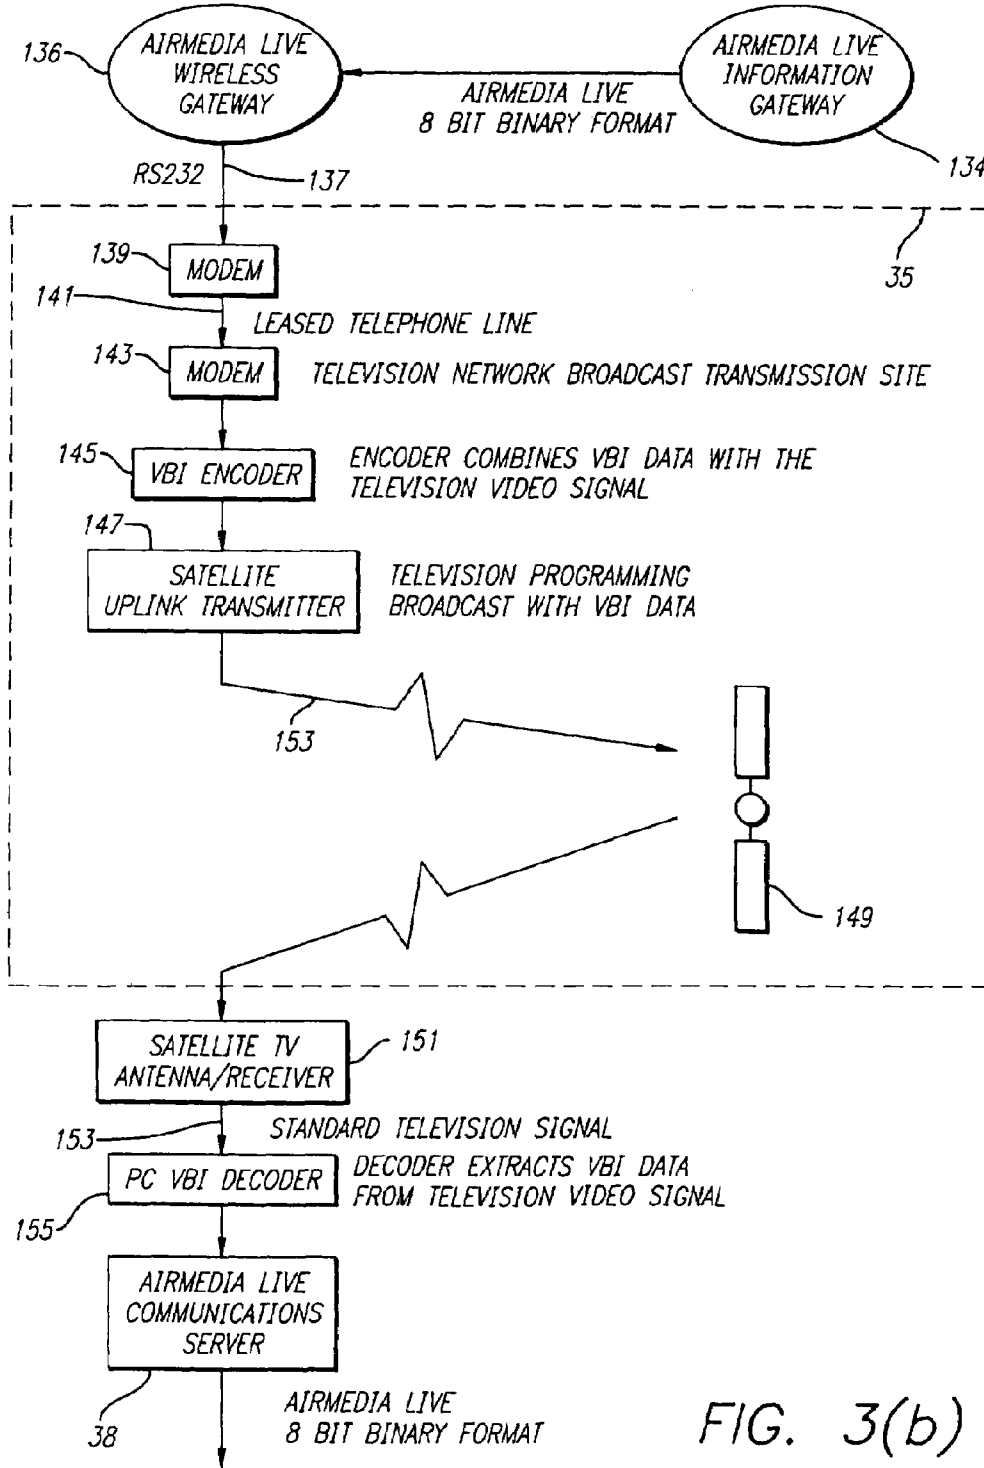 136
AIRMEDIA LIVE
WIRELESS
GATEWAY
AIRMEDIA LIVE
INFORMATION
GATEWAY
AIRMEDIA LIVE
8 BIT BINARY FORMAT
134
RS232
137
35
139
MODEM
141
LEASED TELEPHONE LINE
143
MODEM
TELEVISION NETWORK BROADCAST TRANSMISSION SITE
145
VBI ENCODER
ENCODER COMBINES VBI DATA WITH THE
TELEVISION VIDEO SIGNAL
147
SATELLITE
UPLINK TRANSMITTER
TELEVISION PROGRAMMING
BROADCAST WITH VBI DATA
153
149
SATELLITE TV
ANTENNA/RECEIVER
151
153
STANDARD TELEVISION SIGNAL
PC VBI DECODER
DECODER EXTRACTS VBI DATA
FROM TELEVISION VIDEO SIGNAL
155
AIRMEDIA LIVE
COMMUNICATIONS
SERVER
38
AIRMEDIA LIVE
8 BIT BINARY FORMAT
FIG. 3(b)